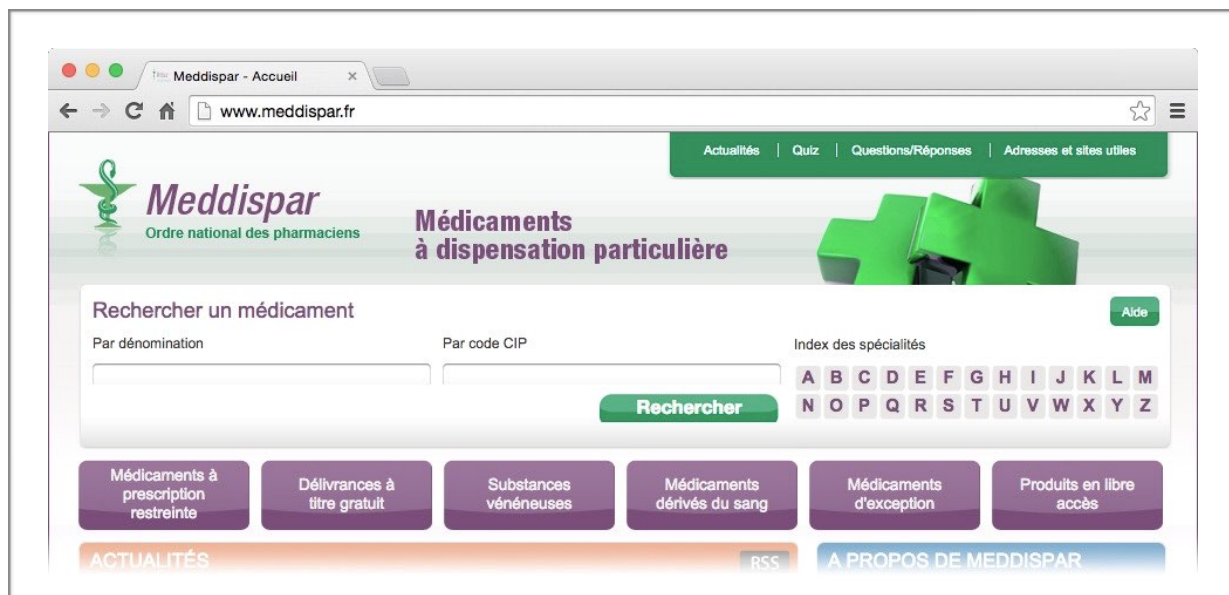 Meddispar - Accueil
www.meddispar.fr
Actualités | Quiz | Questions/Réponses | Adresses et sites utiles
Meddispar
Ordre national des pharmaciens
Médicaments
à dispensation particulière
Rechercher un médicament
Aide
Par dénomination
Par code CIP
Index des spécialités
A B C D E F G H I J K L M
N O P Q R S T U V W X Y Z
Rechercher
Médicaments à
prescription
restreinte
Délivrances à
titre gratuit
Substances
vénéneuses
Médicaments
dérivés du sang
Médicaments
d'exception
Produits en libre
accès
ACTUALITÉS
RSS
A PROPOS DE MEDDISPAR